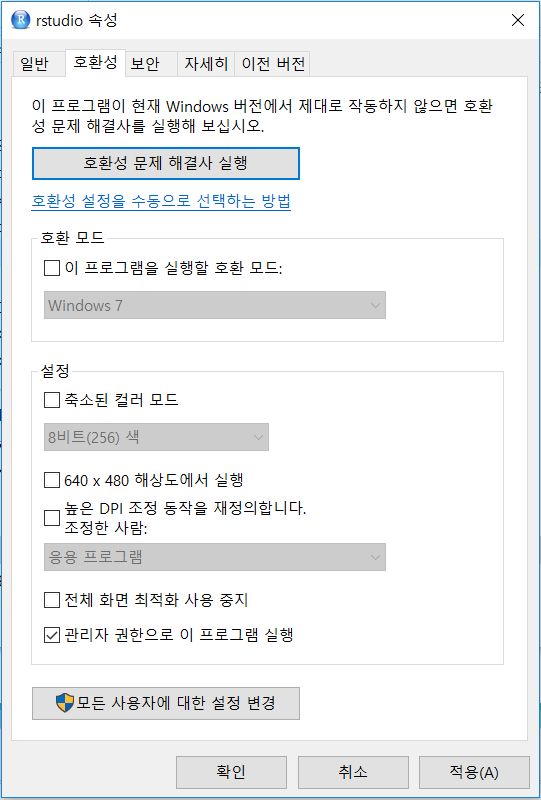 rstudio 속성
일반
호환성
보안
자세히
이전 버전
이 프로그램이 현재 Windows 버전에서 제대로 작동하지 않으면 호환
성 문제 해결사를 실행해 보십시오.
호환성 문제 해결사 실행
호환성 설정을 수동으로 선택하는 방법
호환 모드
이 프로그램을 실행할 호환 모드:
Windows 7
설정
축소된 컬러 모드
8비트(256) 색
640 x 480 해상도에서 실행
높은 DPI 조정 동작을 재정의합니다.
조정한 사람:
응용 프로그램
전체 화면 최적화 사용 중지
관리자 권한으로 이 프로그램 실행
모든 사용자에 대한 설정 변경
확인
취소
적용(A)